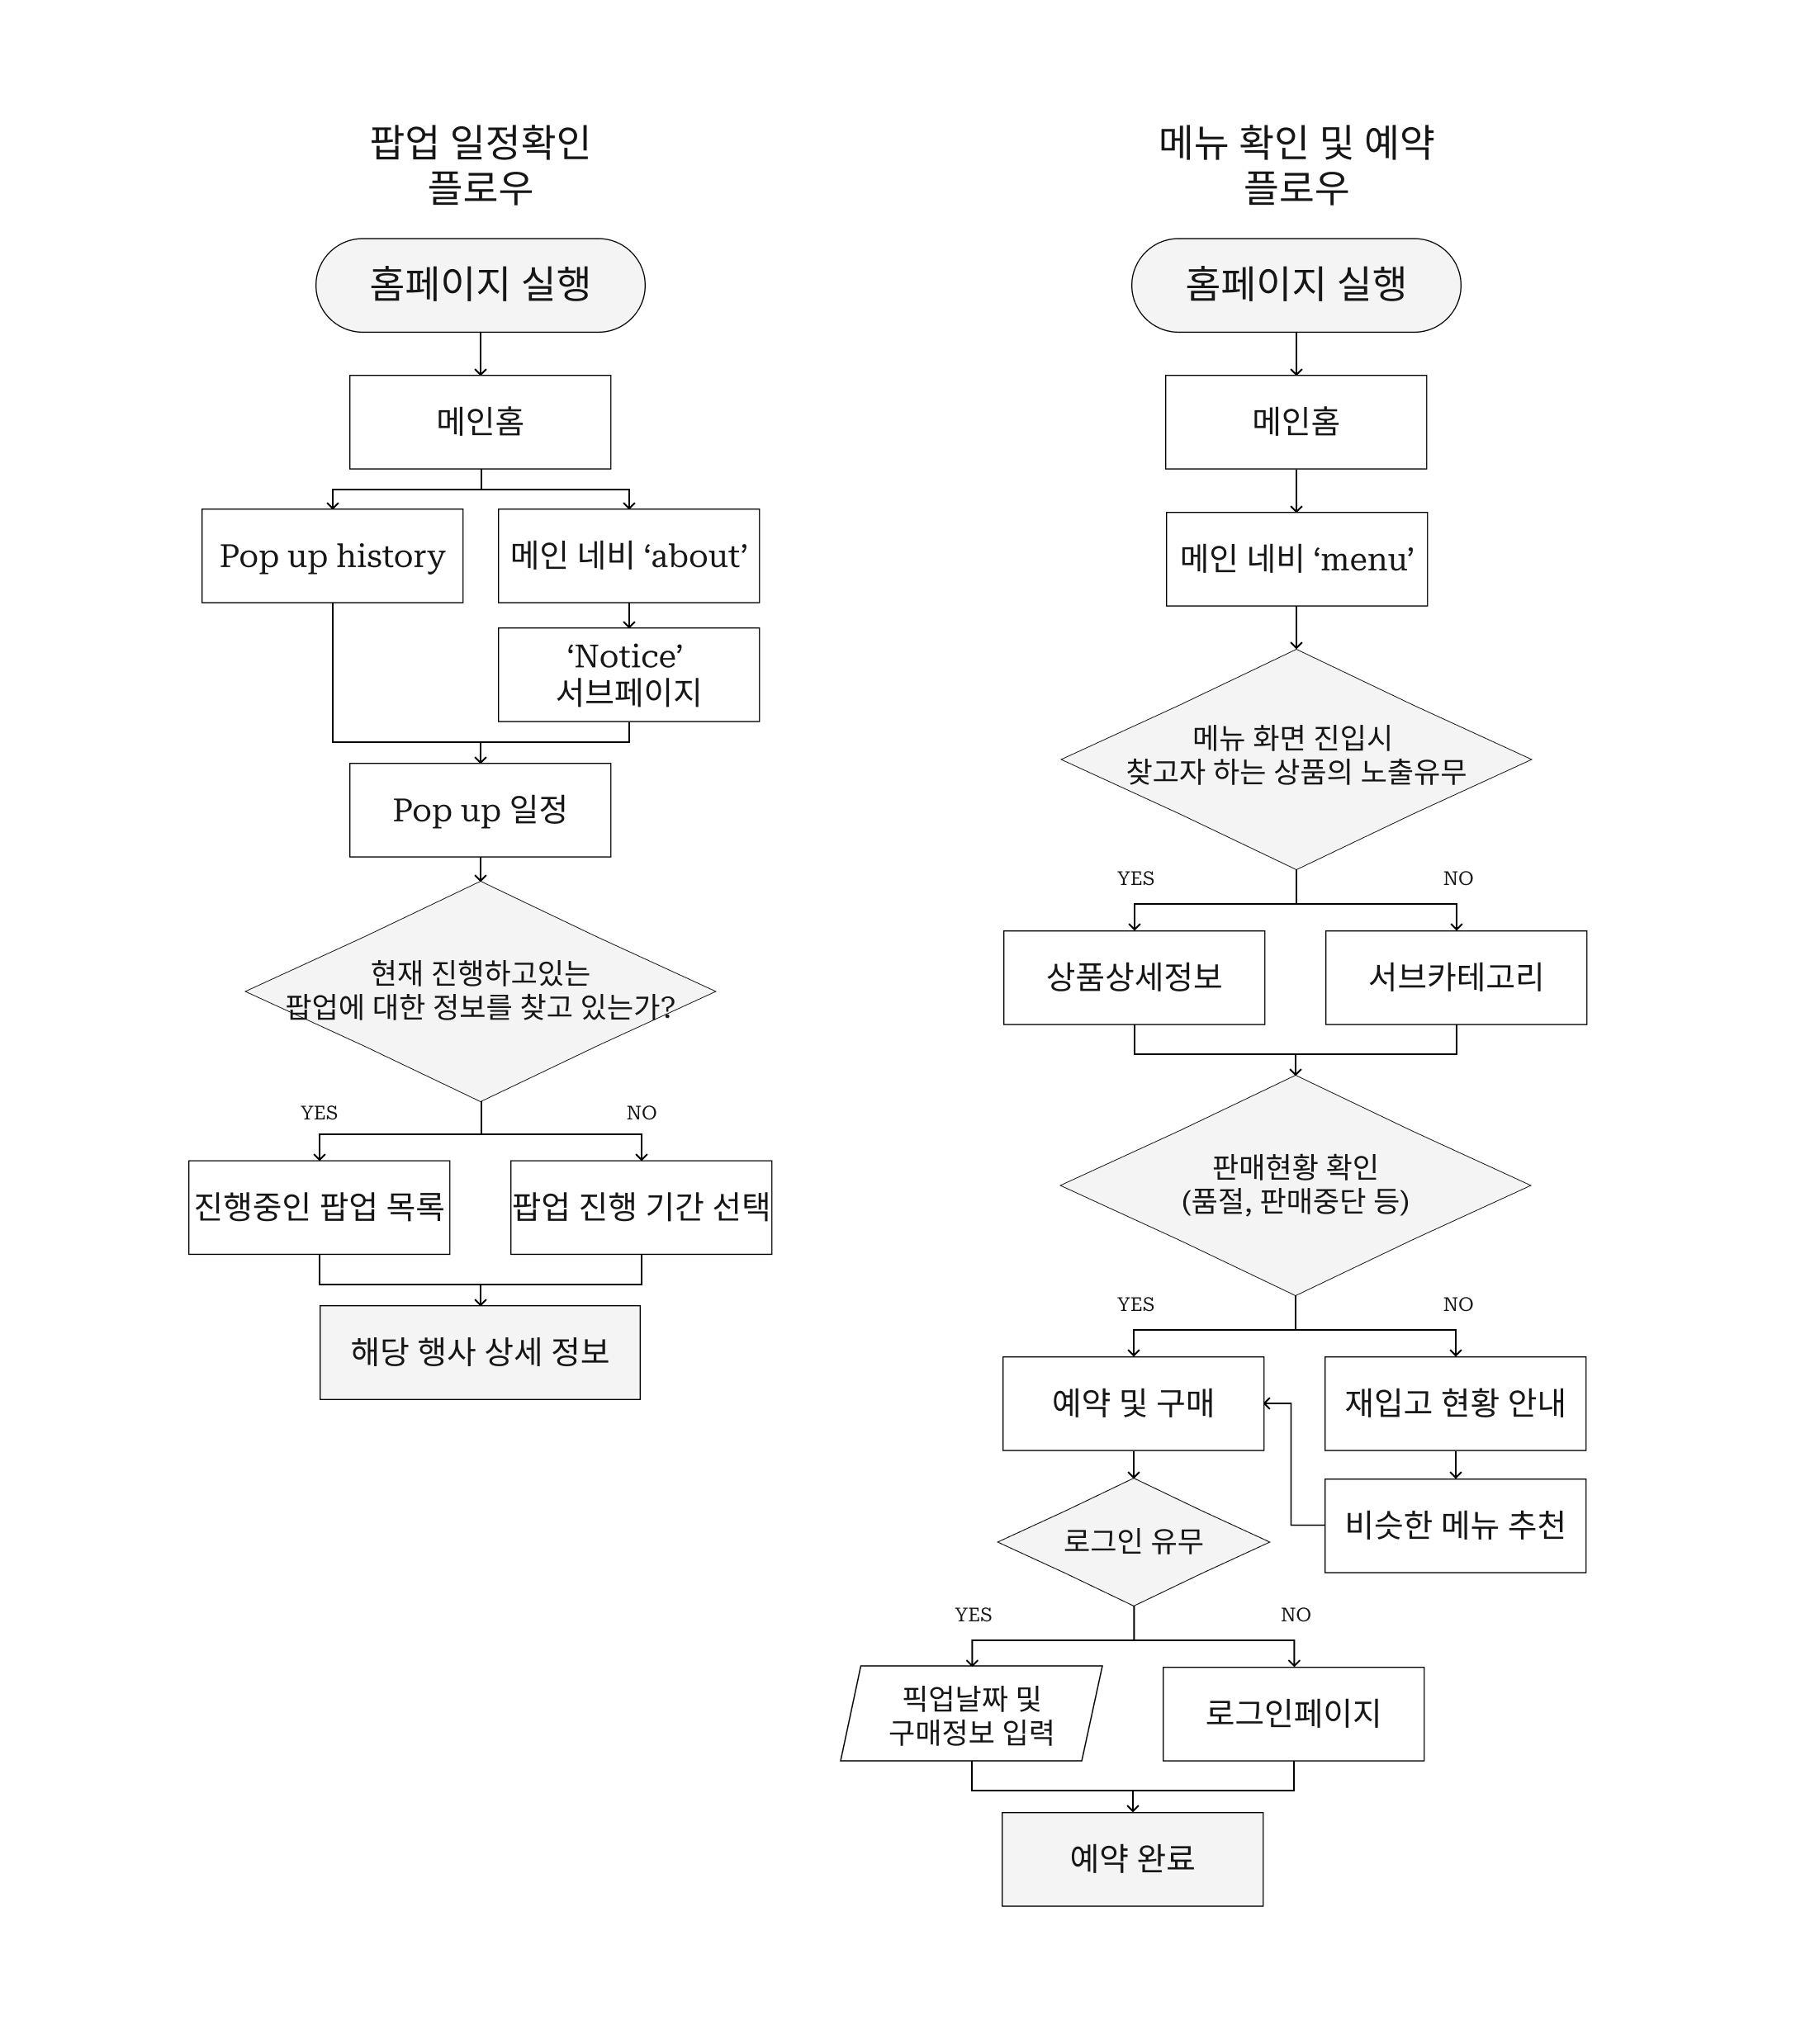 팝업 일정확인
플로우
홈페이지 실행
메인홈
Pop up history
메인 네비 ‘about’
‘Notice’
서브페이지
Pop up 일정
현재 진행하고있는
팝업에 대한 정보를 찾고 있는가?
YES
NO
진행중인 팝업 목록
팝업 진행 기간 선택
해당 행사 상세 정보
메뉴 확인 및 예약
플로우
홈페이지 실행
메인홈
메인 네비 ‘menu’
메뉴 화면 진입시
찾고자 하는 상품의 노출유무
YES
NO
상품상세정보
서브카테고리
판매현황 확인
(품절, 판매중단 등)
YES
NO
예약 및 구매
재입고 현황 안내
비슷한 메뉴 추천
로그인 유무
YES
NO
픽업날짜 및
구매정보 입력
로그인페이지
예약 완료